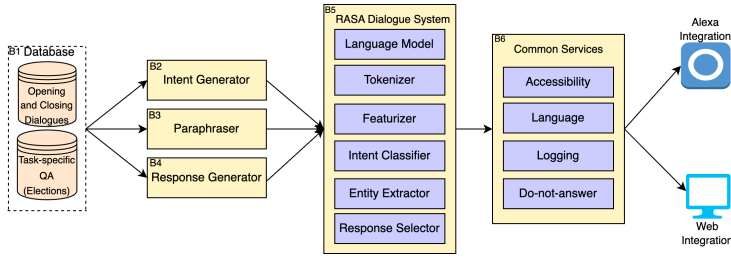 B1 Database
Opening
and Closing
Dialogues
Task-specific
QA
(Elections)
B2
Intent Generator
B3
Paraphraser
B4
Response Generator
B5
RASA Dialogue System
Language Model
Tokenizer
Featurizer
Intent Classifier
Entity Extractor
Response Selector
B6
Common Services
Accessibility
Language
Logging
Do-not-answer
Alexa
Integration
Web
Integration